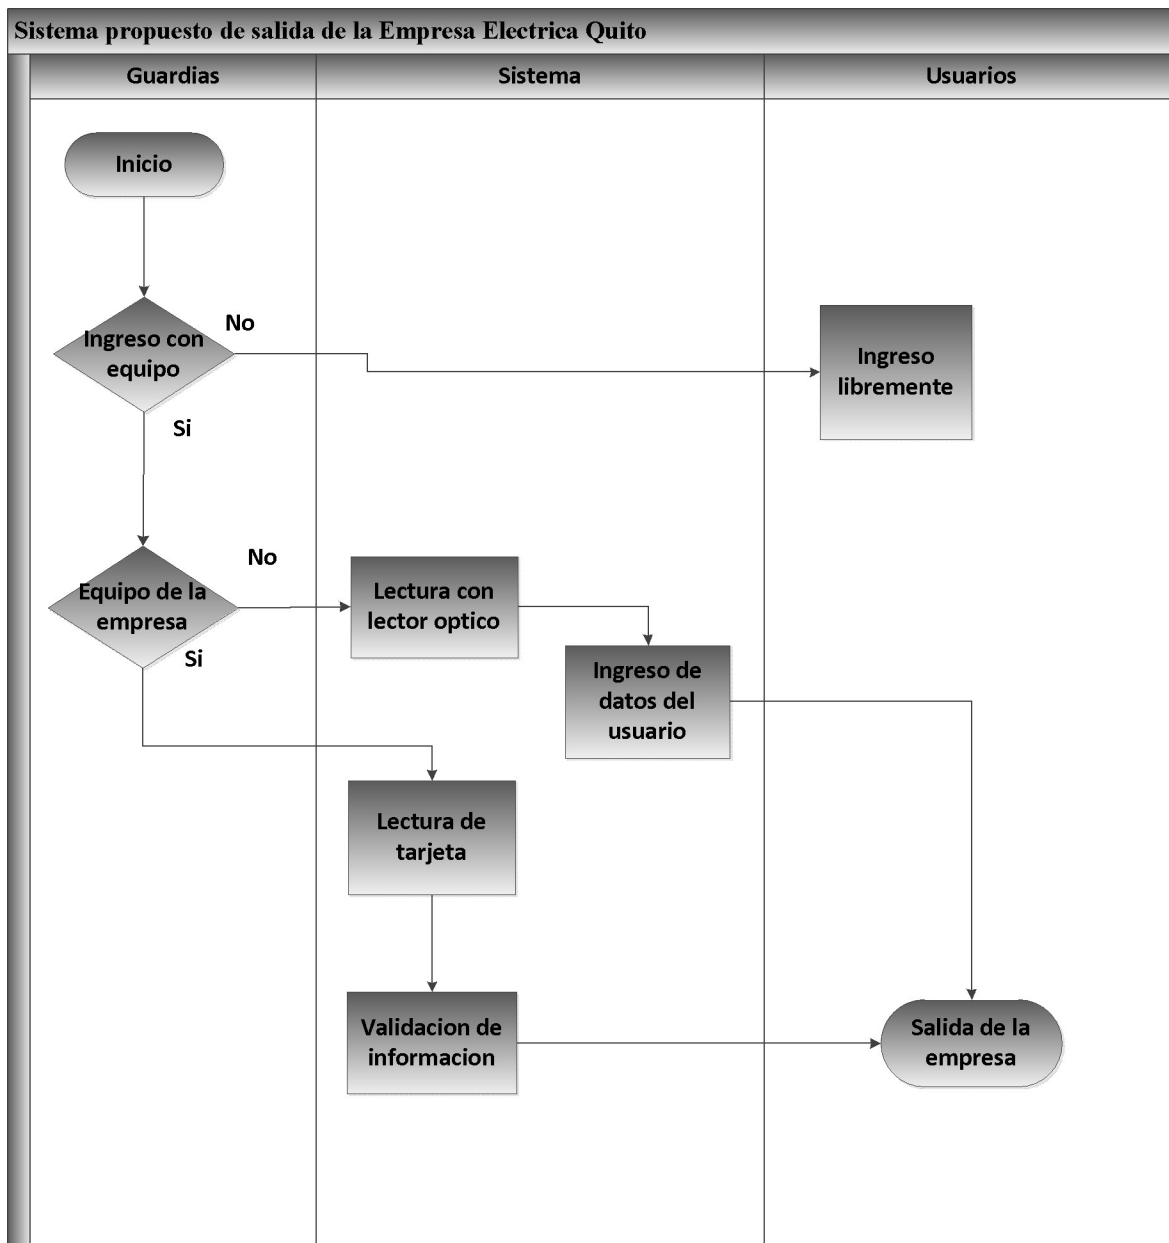 Sistema propuesto de salida de la Empresa Electrica Quito
Guardias
Sistema
Usuarios
Inicio
Ingreso con
equipo
No
Si
Ingreso
libremente
Equipo de la
empresa
No
Si
Lectura con
lector optico
Ingreso de
datos del
usuario
Lectura de
tarjeta
Validacion de
informacion
Salida de la
empresa